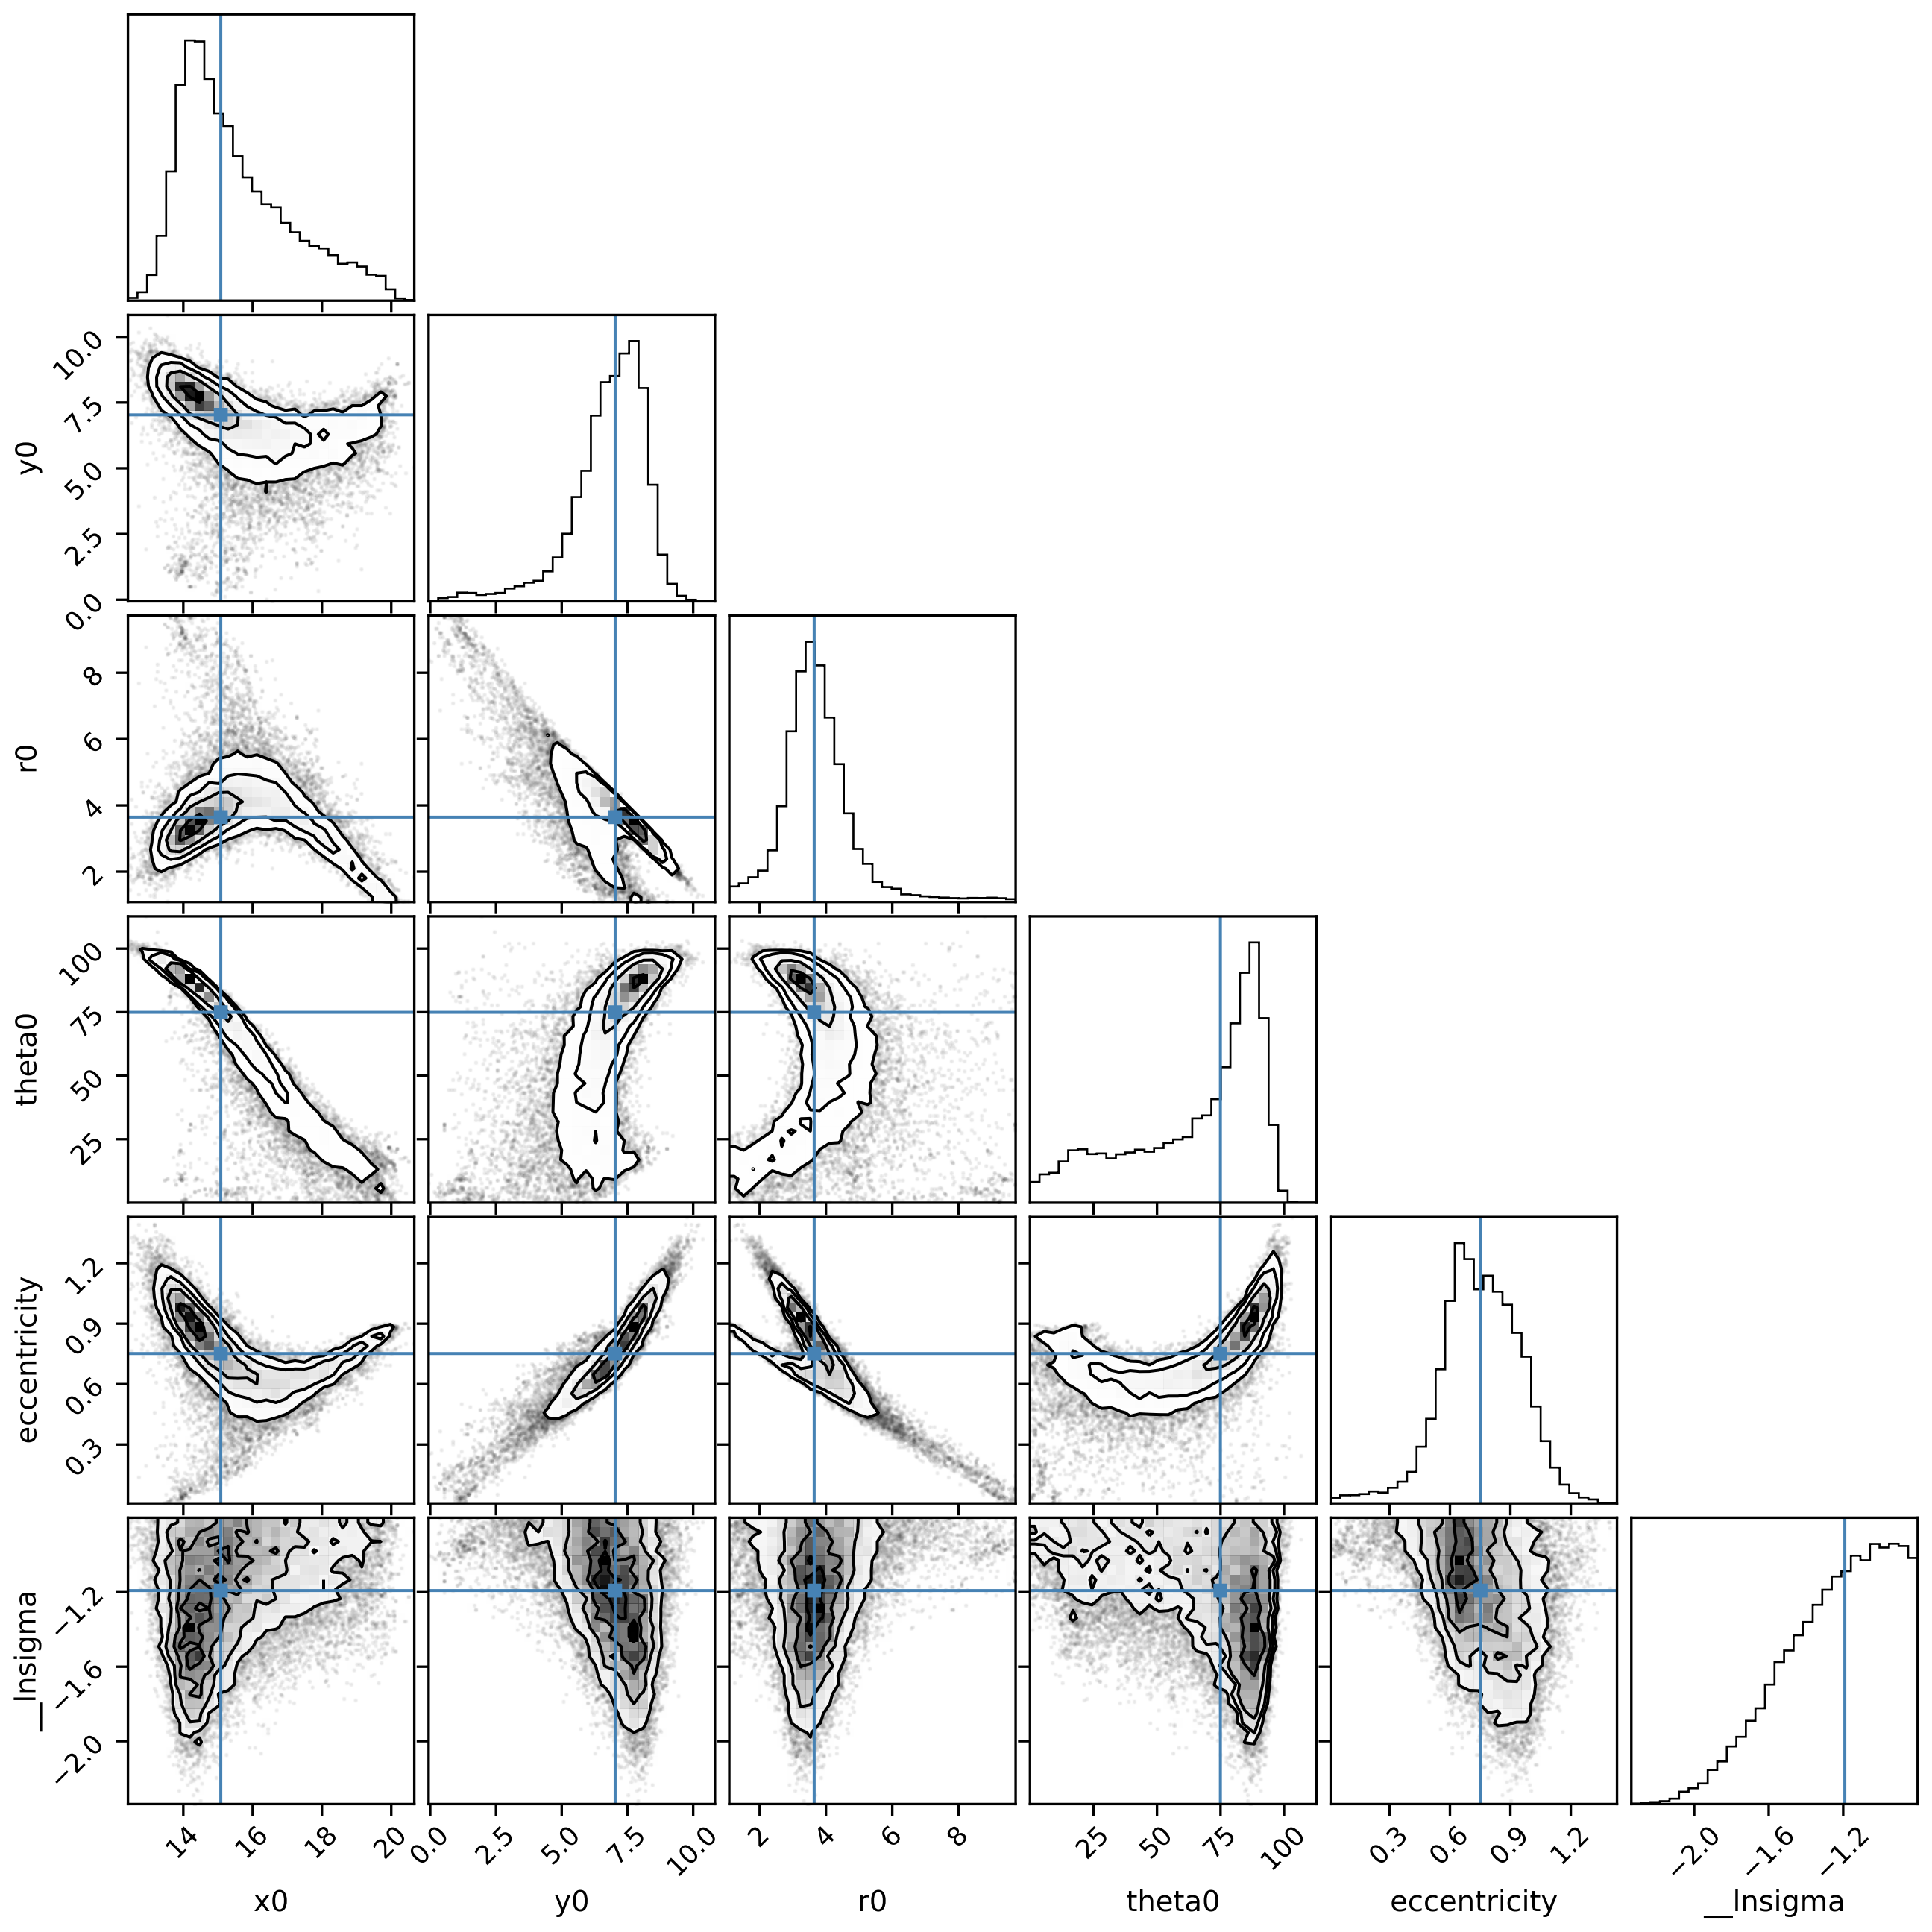 10.0
7.5
5.0
2.5
0.0
y0
8
6
4
2
r0
100
75
50
25
theta0
1.2
0.9
0.6
0.3
eccentricity
−1.2
−1.6
−2.0
__lnsigma
14 16 18 20 0.0 2.5 5.0 7.5 10.0 2 4 6 8 25 50 75 100 0.3 0.6 0.9 1.2 −2.0 −1.6 −1.2
x0 y0 r0 theta0 eccentricity __lnsigma